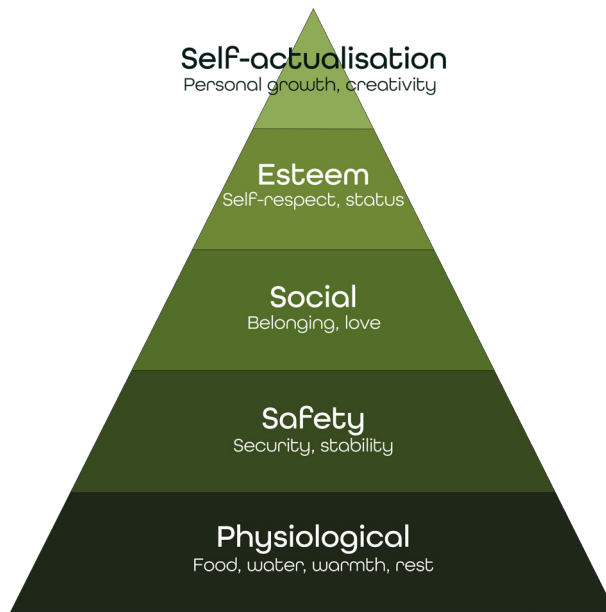 Self-actualisation
Personal growth, creativity
Esteem
Self-respect, status
Social
Belonging, love
Safety
Security, stability
Physiological
Food, water, warmth, rest